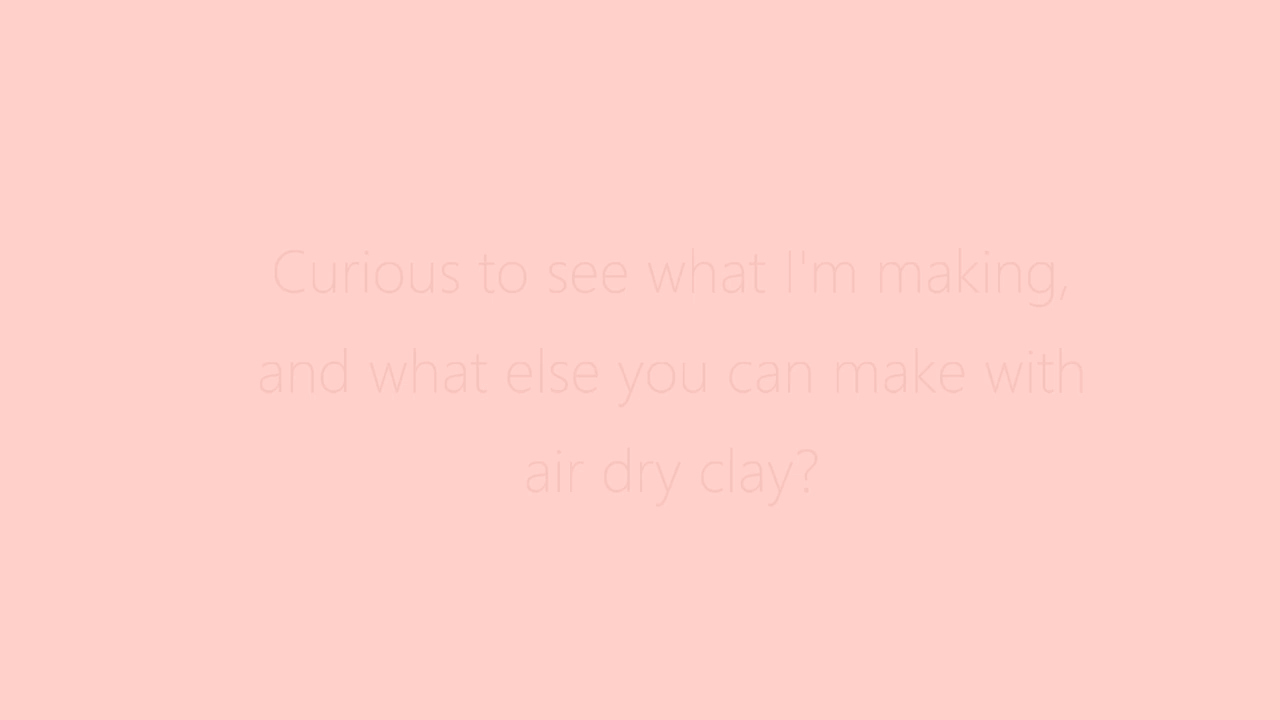 Curious to see what I'm making,
and what else you can make with
air dry clay?